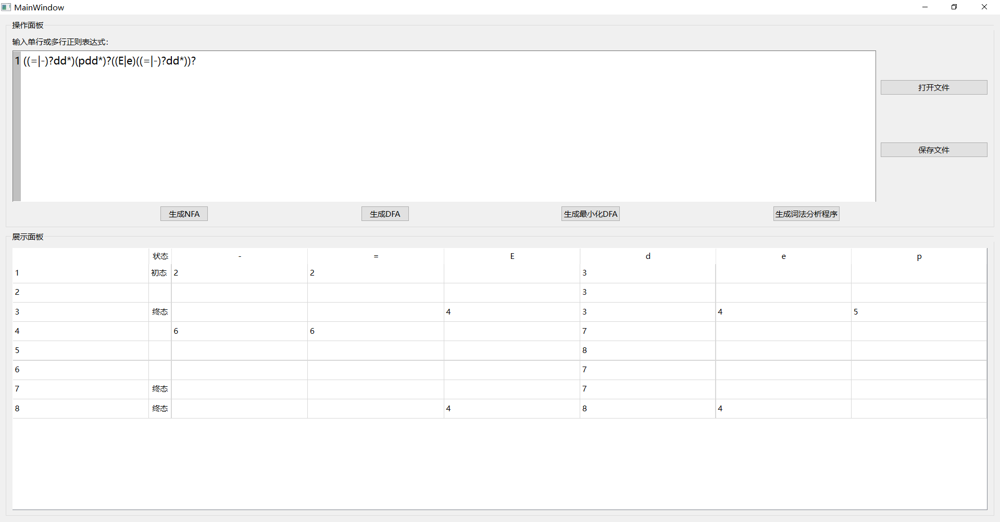 MainWindow
操作面板
输入单行或多行正则表达式：
1 ((=|-)?dd*)(pdd*)?((E|e)((=|-)?dd*))?
打开文件
保存文件
生成NFA 生成DFA 生成最小化DFA 生成词法分析程序
展示面板
状态 - = E d e p
1 初态 2 2 3
2 3
3 终态 4 3 4 5
4 6 6 7
5 8
6 7
7 终态 7
8 终态 4 8 4